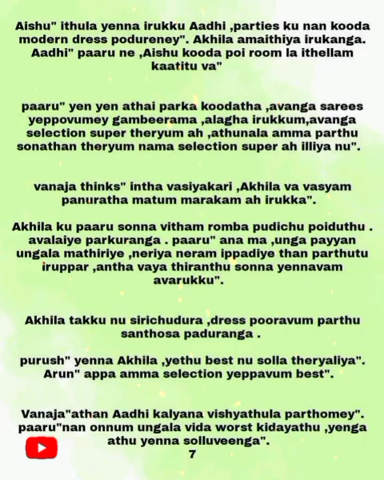 Aishu" ithula yenna irukku Aadhi ,parties ku nan kooda
modern dress podureney". Akhila amaithiya irukanga.
Aadhi" paaru ne ,Aishu kooda poi room la ithellam
kaatitu va"
paaru" yen yen athai parka koodatha ,avanga sarees
yeppovumey gambeerama ,alagha irukkum,avanga
selection super theryum ah ,athunala amma parthu
sonathan theryum nama selection super ah illiya nu".
vanaja thinks" intha vasiyakari ,Akhila va vasyam
panuratha matum marakam ah irukka".
Akhila ku paaru sonna vitham romba pudichu poiduthu .
avalaiye parkuranga . paaru" ana ma ,unga payyan
ungala mathiriye ,neriya neram ippadiye than parthutu
iruppar ,antha vaya thiranthu sonna yennavam
avarukku".
Akhila takku nu sirichudura ,dress pooravum parthu
santhosa paduranga .
purush" yenna Akhila ,yethu best nu solla theryaliya".
Arun" appa amma selection yeppavum best".
Vanaja"athan Aadhi kalyana vishyathula parthomey".
paaru"nan onnum ungala vida worst kidayathu ,yenga
athu yenna solluveenga".
7